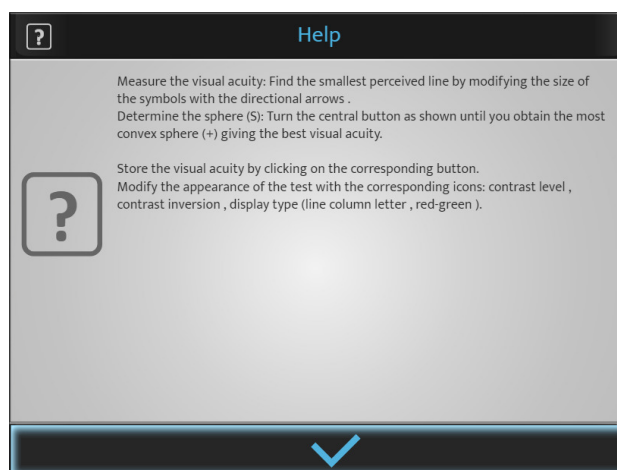 ?
Help
Measure the visual acuity: Find the smallest perceived line by modifying the size of
the symbols with the directional arrows .
Determine the sphere (S): Turn the central button as shown until you obtain the most
convex sphere (+) giving the best visual acuity.
Store the visual acuity by clicking on the corresponding button.
Modify the appearance of the test with the corresponding icons: contrast level ,
contrast inversion , display type (line column letter , red-green ).
?